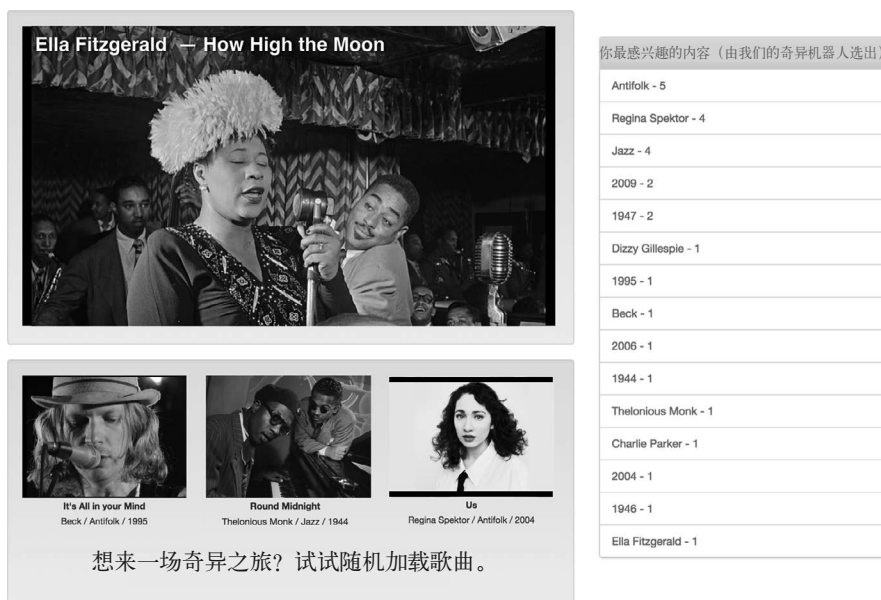 Ella Fitzgerald — How High the Moon
It's All in your Mind
Beck / Antifolk / 1995
Round Midnight
Thelonious Monk / Jazz / 1944
Us
Regina Spektor / Antifolk / 2004
想来一场奇异之旅？试试随机加载歌曲。
你最感兴趣的内容（由我们的奇异机器人选出）
Antifolk - 5
Regina Spektor - 4
Jazz - 4
2009 - 2
1947 - 2
Dizzy Gillespie - 1
1995 - 1
Beck - 1
2006 - 1
1944 - 1
Thelonious Monk - 1
Charlie Parker - 1
2004 - 1
1946 - 1
Ella Fitzgerald - 1